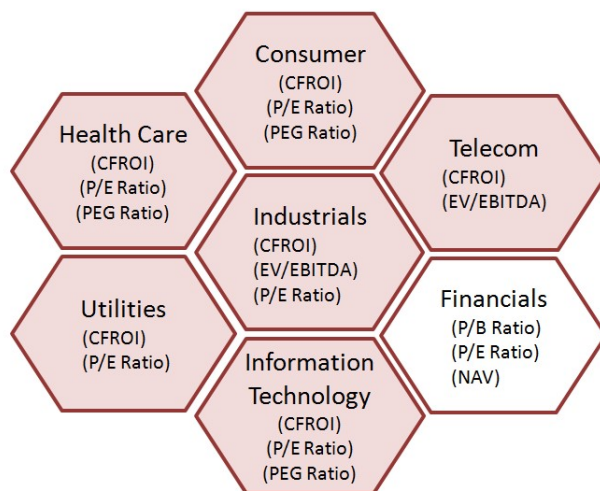 Consumer
(CFROI)
(P/E Ratio)
(PEG Ratio)
Health Care
(CFROI)
(P/E Ratio)
(PEG Ratio)
Telecom
(CFROI)
(EV/EBITDA)
Industrials
(CFROI)
(EV/EBITDA)
(P/E Ratio)
Utilities
(CFROI)
(P/E Ratio)
Financials
(P/B Ratio)
(P/E Ratio)
(NAV)
Information
Technology
(CFROI)
(P/E Ratio)
(PEG Ratio)